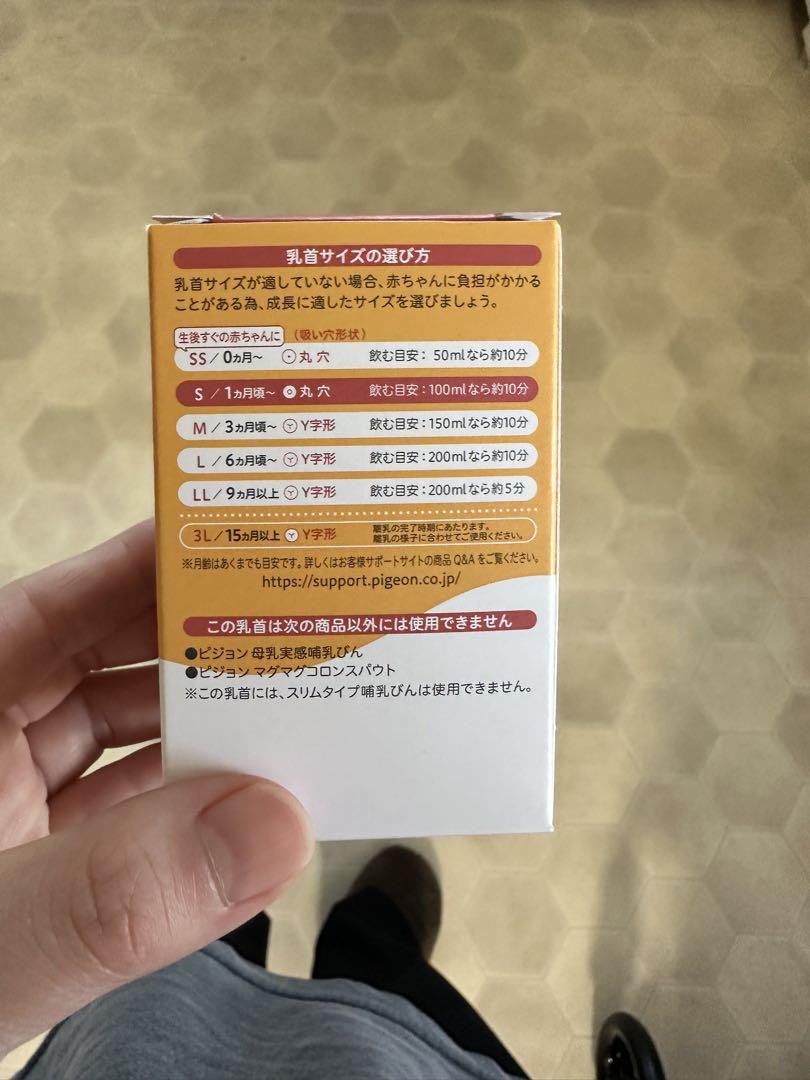 乳首サイズの選び方
乳首サイズが適していない場合、赤ちゃんに負担がかかる
ことがある為、成長に適したサイズを選びましょう。
生後すぐの赤ちゃんに (吸い穴形状)
SS/0ヵ月~ 丸穴 飲む目安:50mlなら約10分
S/1ヵ月頃~ 丸穴 飲む目安:100mlなら約10分
M/3ヵ月頃~ Y字形 飲む目安:150mlなら約10分
L/6ヵ月頃~ Y字形 飲む目安:200mlなら約10分
LL/9ヵ月以上 Y字形 飲む目安:200mlなら約5分
3L/15ヵ月以上 Y字形 離乳の完了時期にあたります。
離乳の様子に合わせてご使用ください。
※月齢はあくまでも目安です。詳しくはお客様サポートサイトの商品Q&Aをご覧ください。
https://support.pigeon.co.jp/
この乳首は次の商品以外には使用できません
●ピジョン 母乳実感哺乳びん
●ピジョン マグマグコロンスパウト
※この乳首には、スリムタイプ哺乳びんは使用できません。